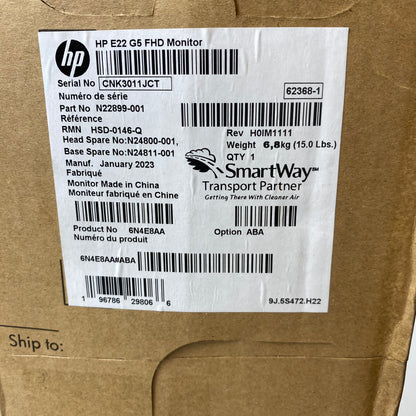 hp
HP E22 G5 FHD Monitor
Serial No CNK3011JCT
62368-1
Numéro de série
Part No N22899-001
Référence
RMN HSD-0146-Q
Rev H0IM1111
Head Spare No:N24800-001,
Weight 6,8kg (15.0 Lbs.)
Base Spare No:N24811-001
QTY 1
Manuf. January 2023
Fabriqué
Monitor Made in China
Moniteur fabriqué en Chine
SmartWay
Transport Partner
Getting There With Cleaner Air
Product No 6N4E8AA
Option ABA
Numéro du produit
6N4E8AA#ABA
1 96786 29806 6
9J.5S472.H22
Ship to: